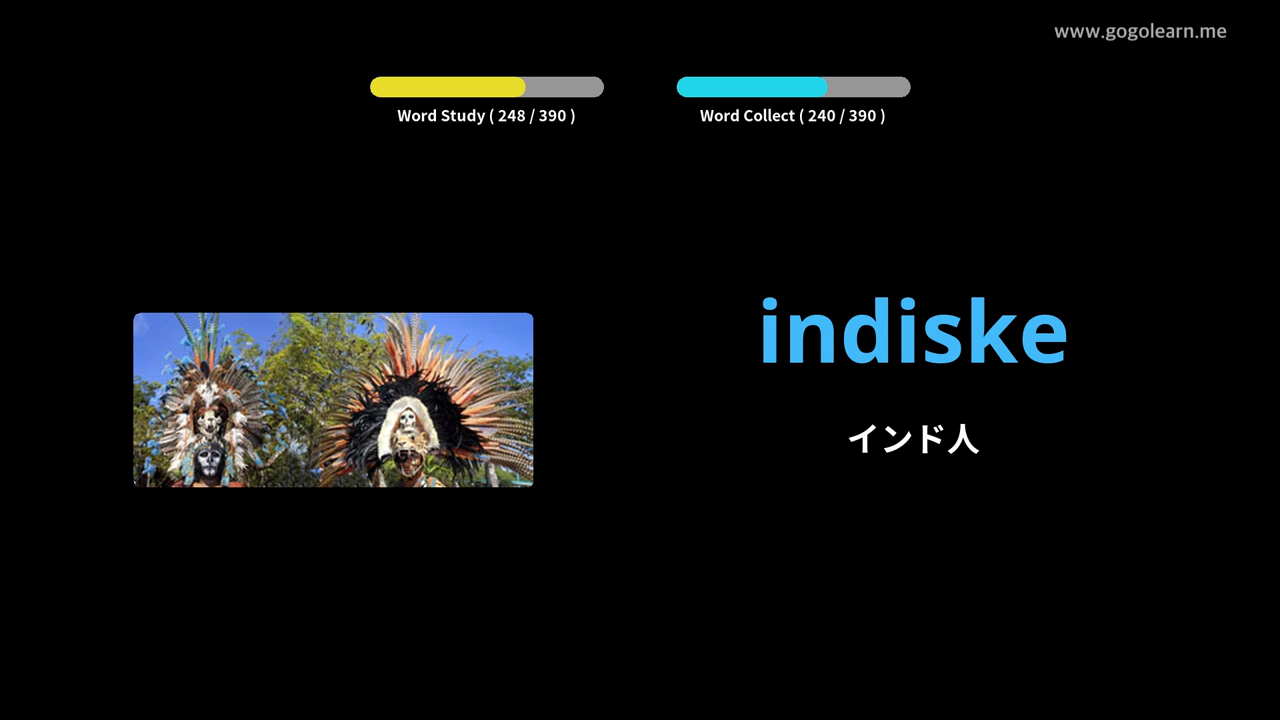 www.gogolearn.me
Word Study ( 248 / 390 )
Word Collect ( 240 / 390 )
indiske
インド人